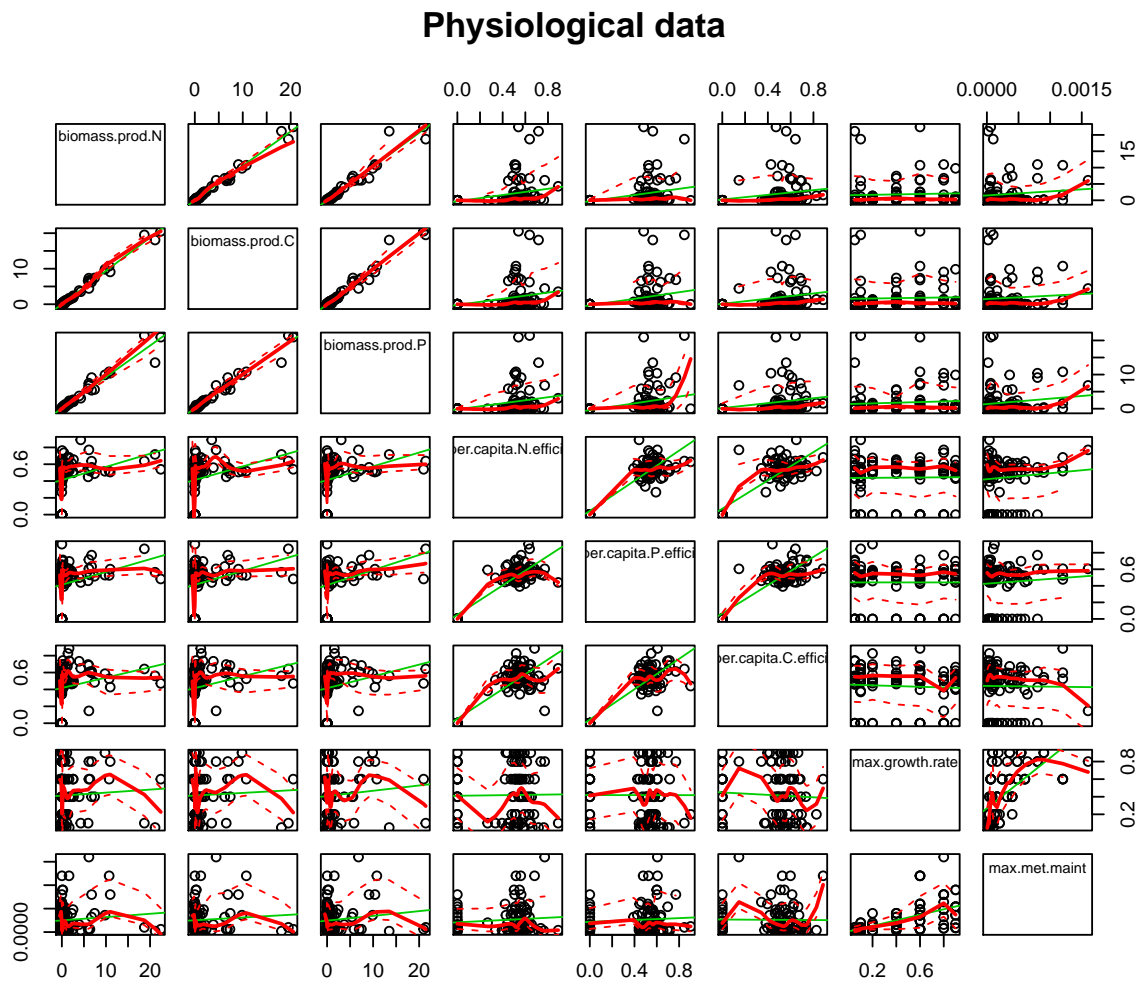 Physiological data
0 10 20
0.0 0.4 0.8
0.0 0.4 0.8
0.0000 0.0015
biomass.prod.N
0 15
biomass.prod.C
0 10
biomass.prod.P
0 10
per.capita.N.effici
0.0 0.6
per.capita.P.effici
0.0 0.6
per.capita.C.effici
0.0 0.6
max.growth.rate
0.2 0.8
max.met.maint
0.0000
0 10 20
0 10 20
0.0 0.4 0.8
0.2 0.6